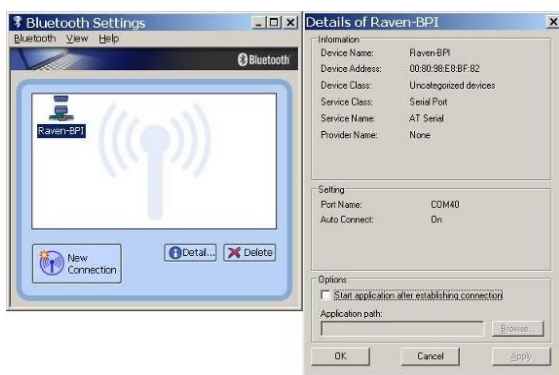 Bluetooth Settings
Bluetooth View Help
Bluetooth
Raven-BPI
New
Connection
Detail... Delete
Details of Raven-BPI
Information
Device Name: Raven-BPI
Device Address: 00:80:98:E8:BF:82
Device Class: Uncategorized devices
Service Class: Serial Port
Service Name: AT Serial
Provider Name: None
Setting
Port Name: COM40
Auto Connect: On
Options
Start application after establishing connection
Application path:
Browse...
OK Cancel Apply